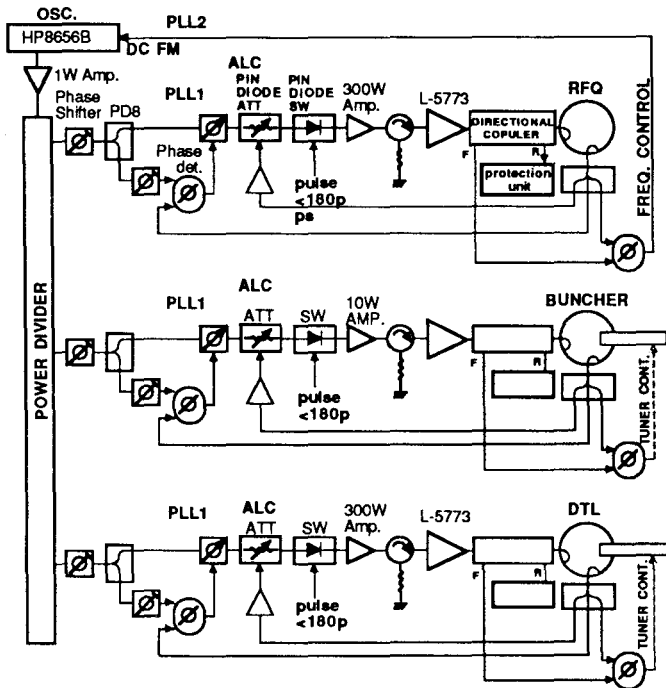 OSC.
HP8656B
PLL2
DC FM
1W Amp.
Phase
Shifter
PD8
PLL1
ALC
PIN
DIODE
ATT
PIN
DIODE
SW
300W
Amp.
L-5773
DIRECTIONAL
COPULER
RFQ
F
R
protection
unit
Phase
det.
pulse
<180p
ps
FREQ. CONTROL
POWER DIVIDER
PLL1
ALC
ATT
SW
10W
AMP.
BUNCHER
F
R
pulse
<180p
TUNER CONT.
PLL1
ALC
ATT
SW
300W
Amp.
L-5773
DTL
F
R
pulse
<180p
TUNER CONT.